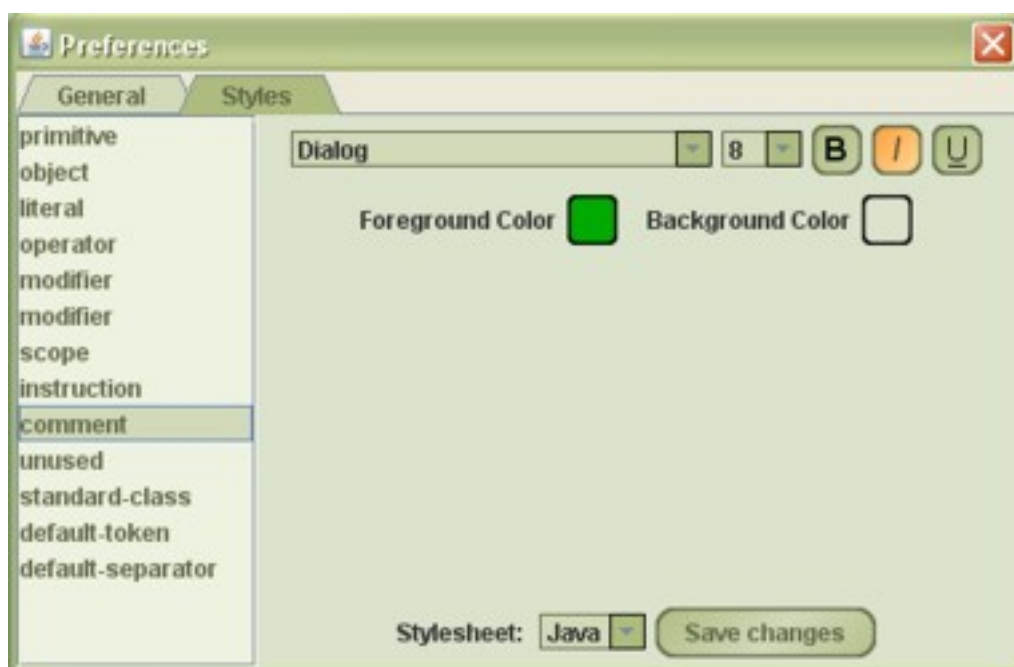 Preferences
General Styles
primitive
object
literal
operator
modifier
modifier
scope
instruction
comment
unused
standard-class
default-token
default-separator
Dialog 8 B I U
Foreground Color Background Color
Stylesheet: Java Save changes